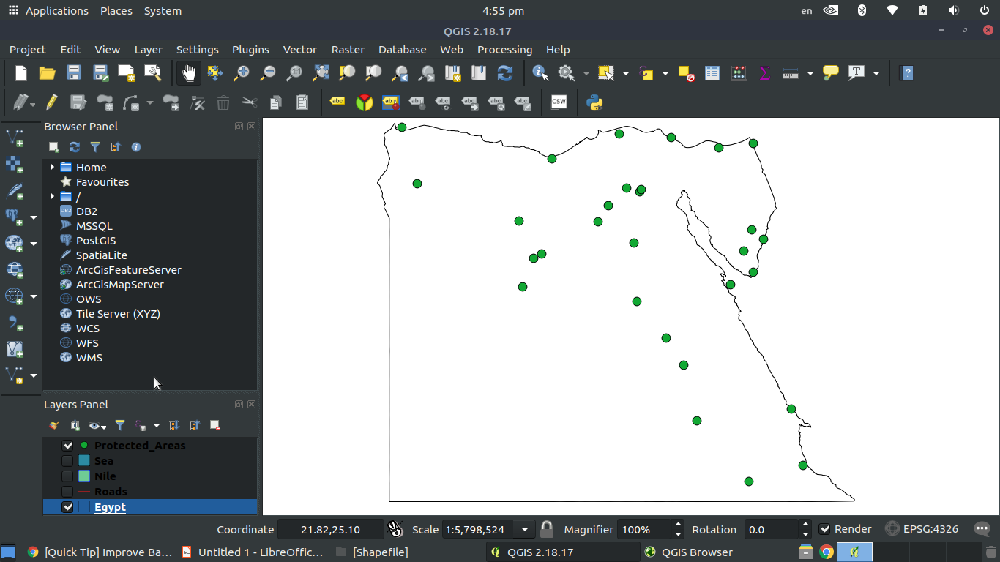 Applications Places System 4:55 pm en
QGIS 2.18.17
Project Edit View Layer Settings Plugins Vector Raster Database Web Processing Help
abc abc CSW
Browser Panel
Home
Favourites
/
DB2
MSSQL
PostGIS
SpatiaLite
ArcGisFeatureServer
ArcGisMapServer
OWS
Tile Server (XYZ)
WCS
WFS
WMS
Layers Panel
Protected_Areas
Sea
Nile
Roads
Egypt
Coordinate 21.82,25.10 Scale 1:5,798,524 Magnifier 100% Rotation 0.0 Render EPSG:4326
[Quick Tip] Improve Ba... Untitled 1 - LibreOffic... [Shapefile] QGIS 2.18.17 QGIS Browser